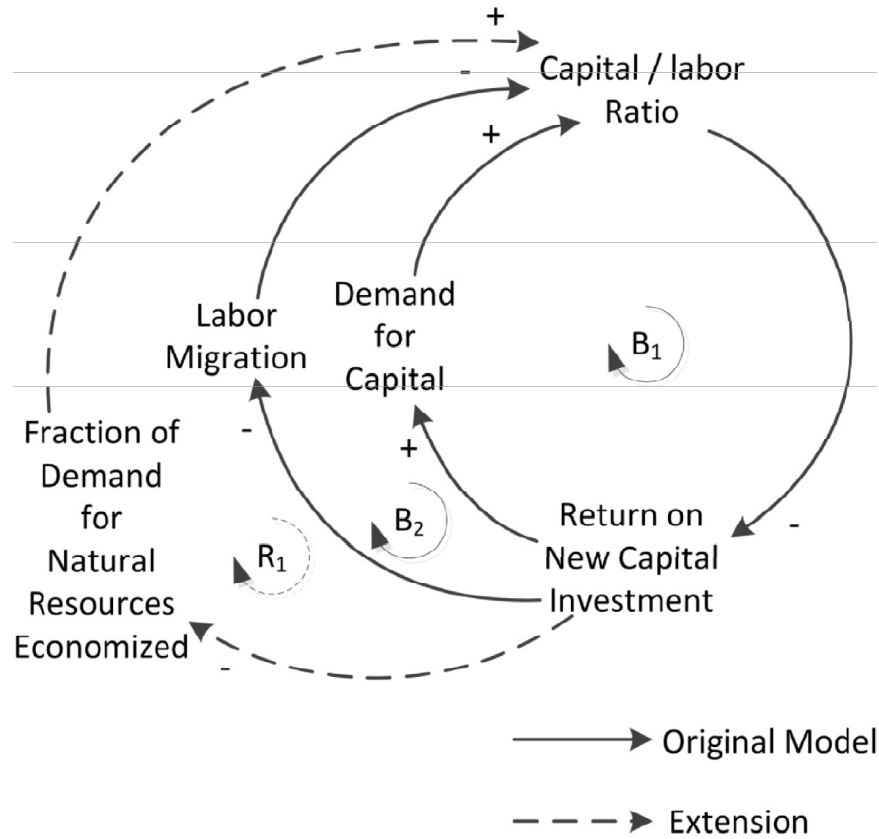 +
Capital / labor
Ratio
-
+
Demand
for
Capital
Labor
Migration
B1
Fraction of
Demand
for
Natural
Resources
Economized
-
+
B2
R1
Return on
New Capital
Investment
-
-
Original Model
Extension